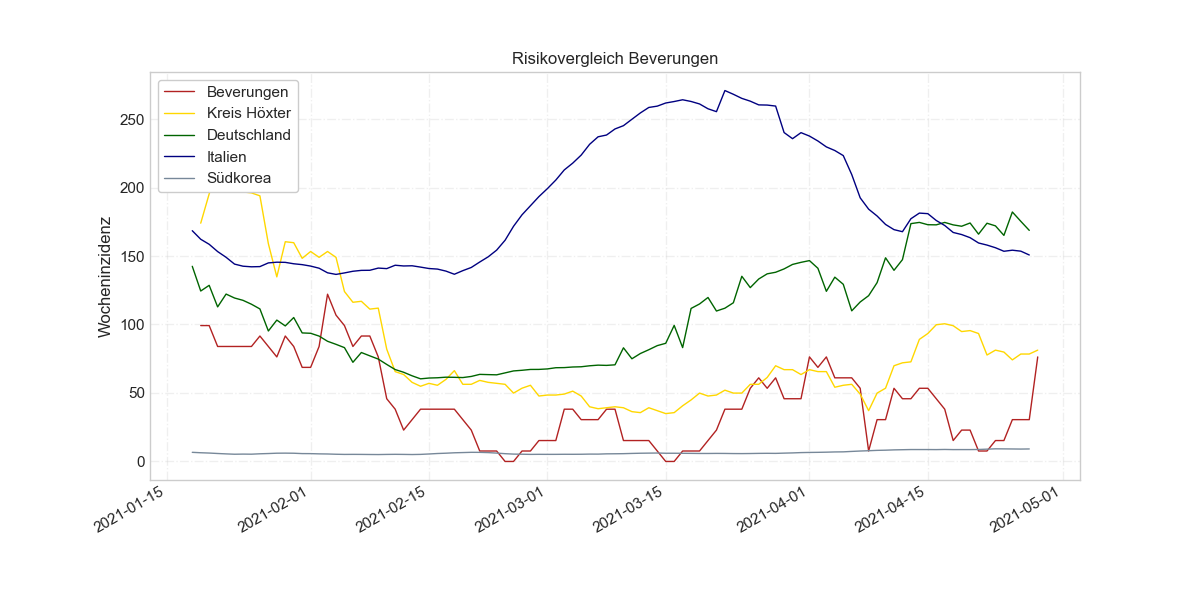 Risikovergleich Beverungen
Beverungen
Kreis Höxter
Deutschland
Italien
Südkorea
Wocheninzidenz
250
200
150
100
50
0
2021-01-15
2021-02-01
2021-02-15
2021-03-01
2021-03-15
2021-04-01
2021-04-15
2021-05-01